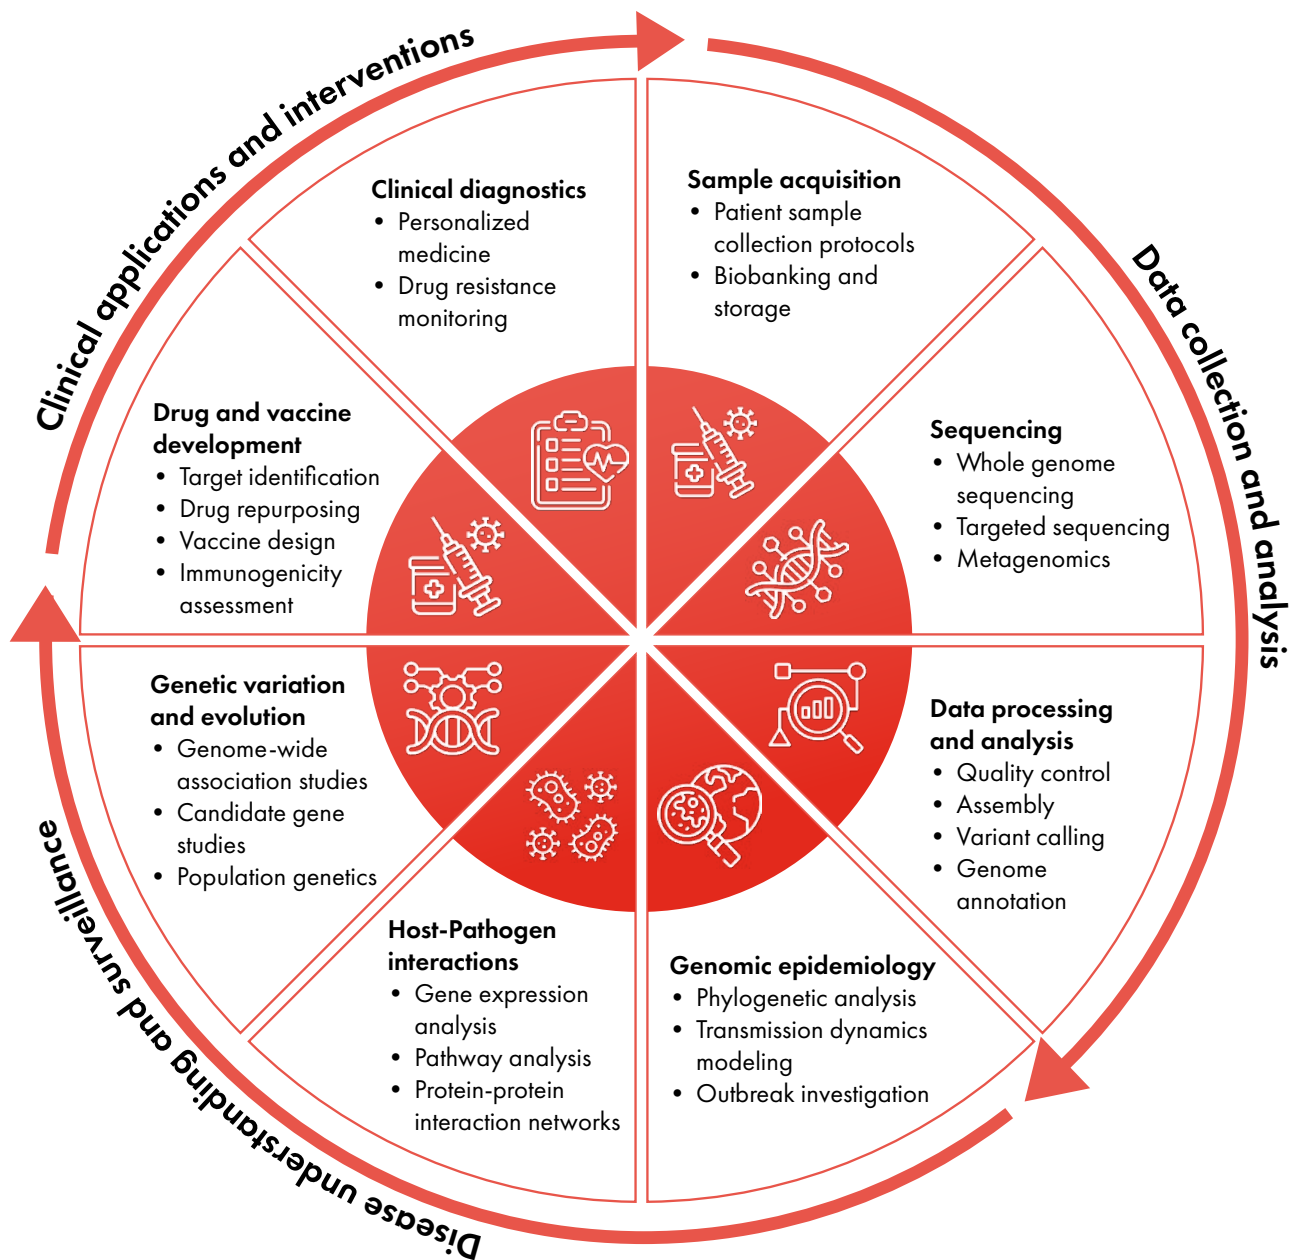 Clinical applications and interventions
Data collection and analysis
Disease understanding and surveillance
Clinical diagnostics
• Personalized
medicine
• Drug resistance
monitoring
Sample acquisition
• Patient sample
collection protocols
• Biobanking and
storage
Sequencing
• Whole genome
sequencing
• Targeted sequencing
• Metagenomics
Data processing
and analysis
• Quality control
• Assembly
• Variant calling
• Genome
annotation
Genomic epidemiology
• Phylogenetic analysis
• Transmission dynamics
modeling
• Outbreak investigation
Host-Pathogen
interactions
• Gene expression
analysis
• Pathway analysis
• Protein-protein
interaction networks
Genetic variation
and evolution
• Genome-wide
association studies
• Candidate gene
studies
• Population genetics
Drug and vaccine
development
• Target identification
• Drug repurposing
• Vaccine design
• Immunogenicity
assessment